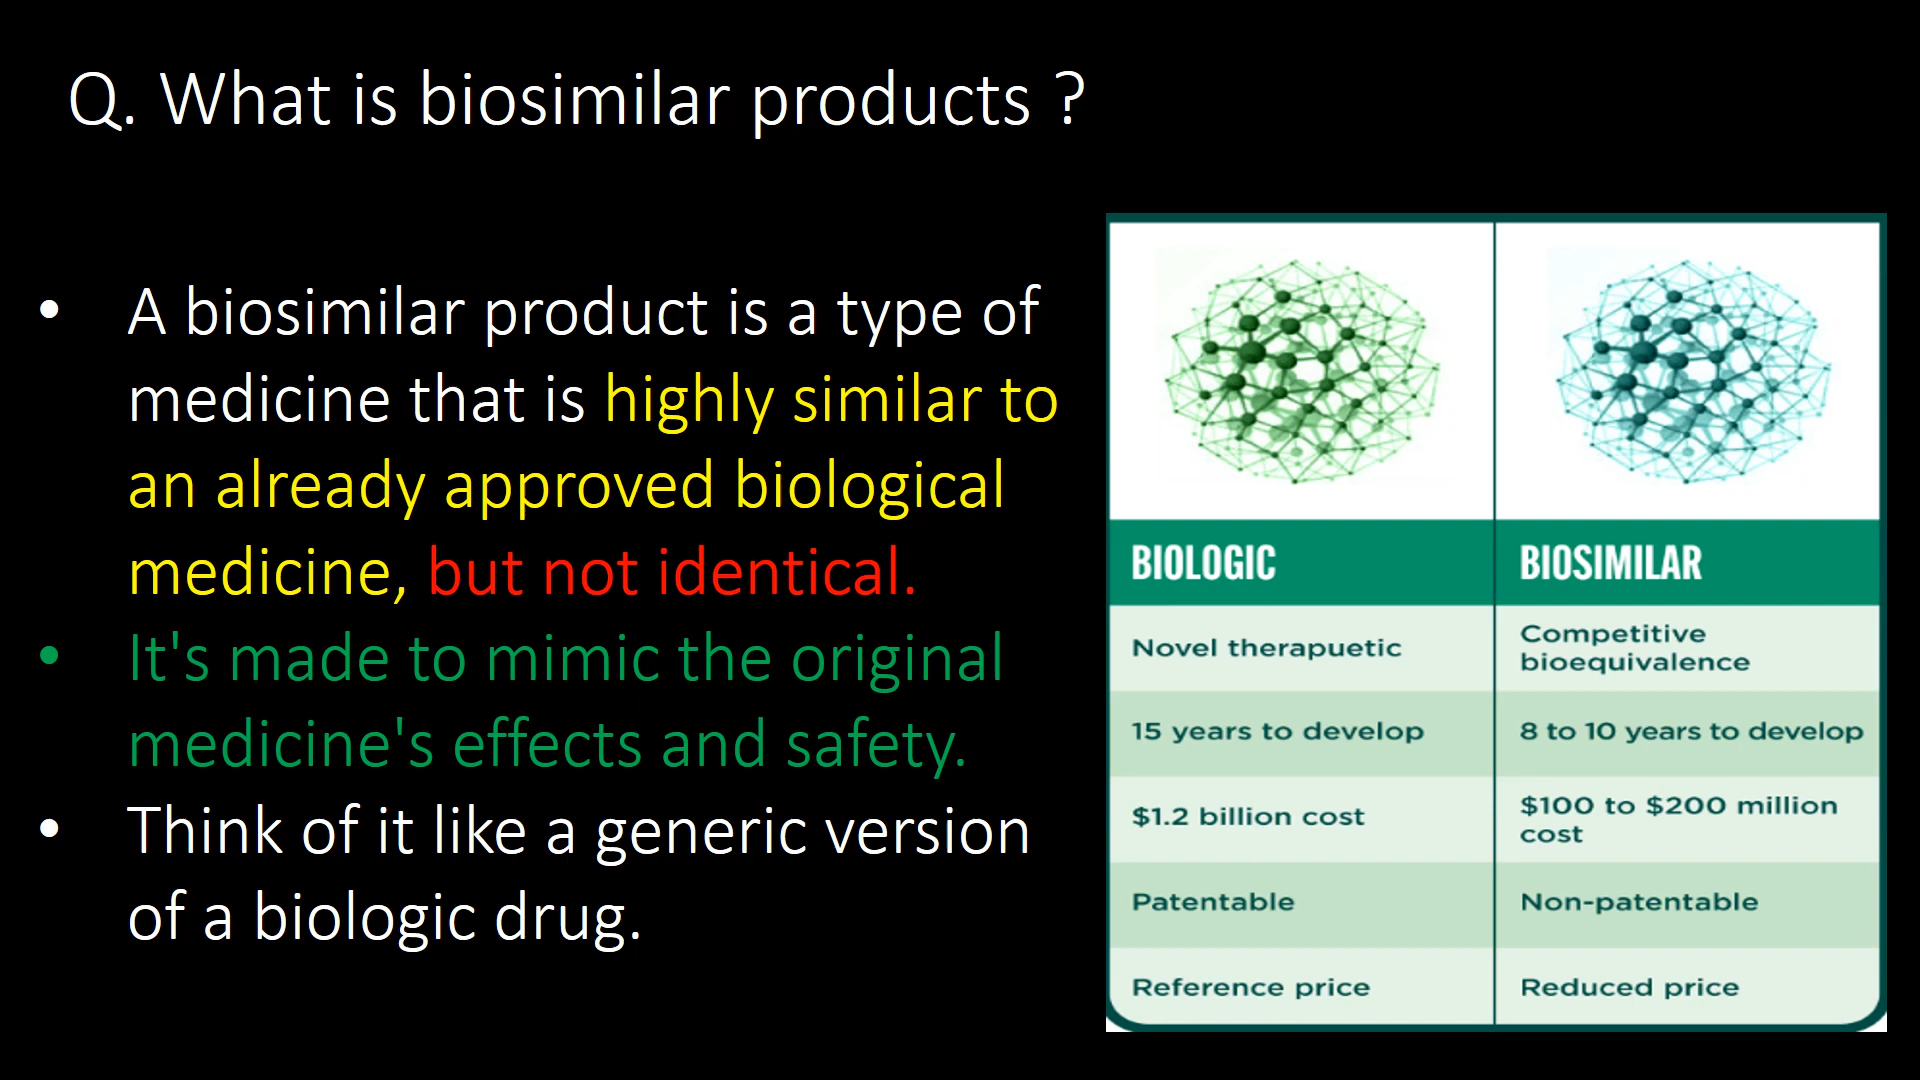 Q. What is biosimilar products ?
• A biosimilar product is a type of
medicine that is highly similar to
an already approved biological
medicine, but not identical.
• It's made to mimic the original
medicine's effects and safety.
• Think of it like a generic version
of a biologic drug.
BIOLOGIC
BIOSIMILAR
Novel therapuetic
Competitive
bioequivalence
15 years to develop
8 to 10 years to develop
$1.2 billion cost
$100 to $200 million
cost
Patentable
Non-patentable
Reference price
Reduced price